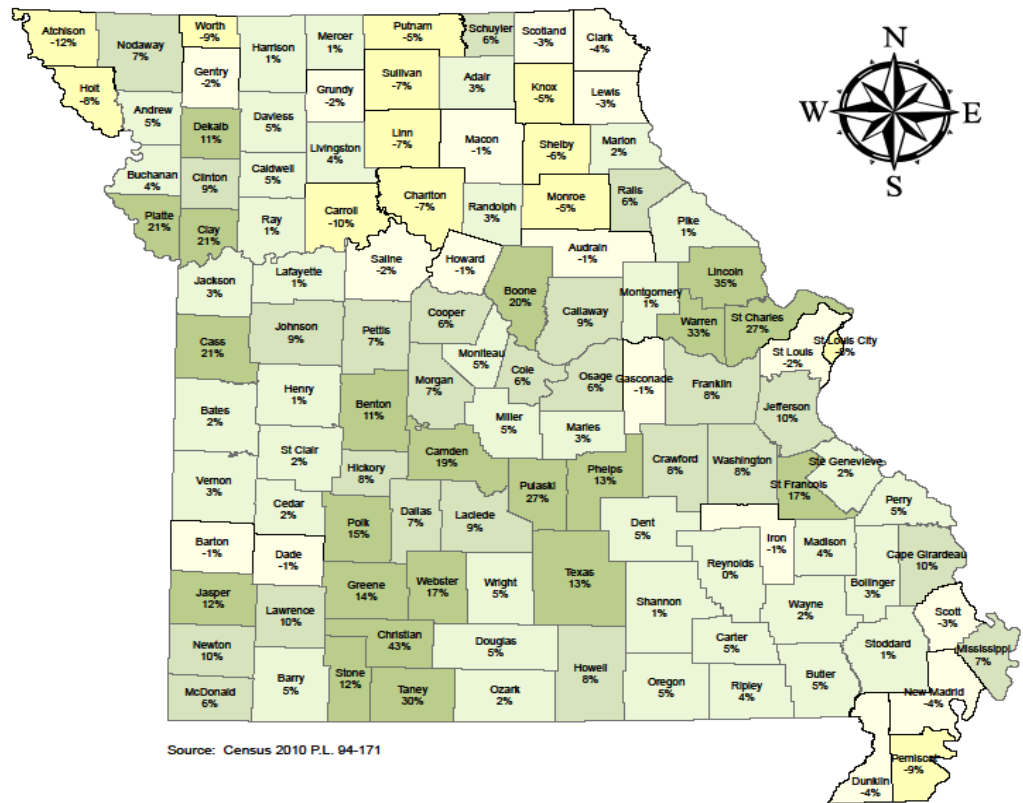 Atchison
-12%
Nodaway
7%
Worth
-9%
Gentry
-2%
Harrison
1%
Mercer
1%
Putnam
-5%
Schuyler
6%
Scotland
-3%
Clark
-4%
N
W
E
S
Holt
-8%
Andrew
5%
Dekalb
11%
Daviess
5%
Grundy
-2%
Sullivan
-7%
Adair
3%
Knox
-5%
Lewis
-3%
Livingston
4%
Linn
-7%
Macon
-1%
Shelby
-6%
Marion
2%
Buchanan
4%
Clinton
9%
Caldwell
5%
Platte
21%
Clay
21%
Ray
1%
Carroll
-10%
Chariton
-7%
Randolph
3%
Monroe
-5%
Ralls
6%
Pike
1%
Jackson
3%
Lafayette
1%
Saline
-2%
Howard
-1%
Boone
20%
Audrain
-1%
Callaway
9%
Montgomery
1%
Lincoln
35%
Warren
33%
St Charles
27%
St Louis City
-8%
St Louis
-2%
Cass
21%
Johnson
9%
Pettis
7%
Cooper
6%
Moniteau
5%
Cole
6%
Osage
6%
Gasconade
-1%
Franklin
8%
Jefferson
10%
Bates
2%
Henry
1%
Benton
11%
Morgan
7%
Miller
5%
Maries
3%
Vernon
3%
St Clair
2%
Hickory
8%
Camden
19%
Pulaski
27%
Phelps
13%
Crawford
8%
Washington
8%
St Francois
17%
Ste Genevieve
2%
Perry
5%
Cedar
2%
Polk
15%
Dallas
7%
Laclede
9%
Dent
5%
Iron
-1%
Madison
4%
Bollinger
3%
Cape Girardeau
10%
Barton
-1%
Dade
-1%
Greene
14%
Webster
17%
Wright
5%
Texas
13%
Reynolds
0%
Shannon
1%
Wayne
2%
Scott
-3%
Mississippi
7%
Jasper
12%
Lawrence
10%
Christian
43%
Douglas
5%
Carter
5%
Stoddard
1%
Newton
10%
McDonald
6%
Barry
5%
Stone
12%
Taney
30%
Ozark
2%
Howell
8%
Oregon
5%
Ripley
4%
Butler
5%
New Madrid
-4%
Pemiscot
-9%
Dunklin
-4%
Source: Census 2010 P.L. 94-171